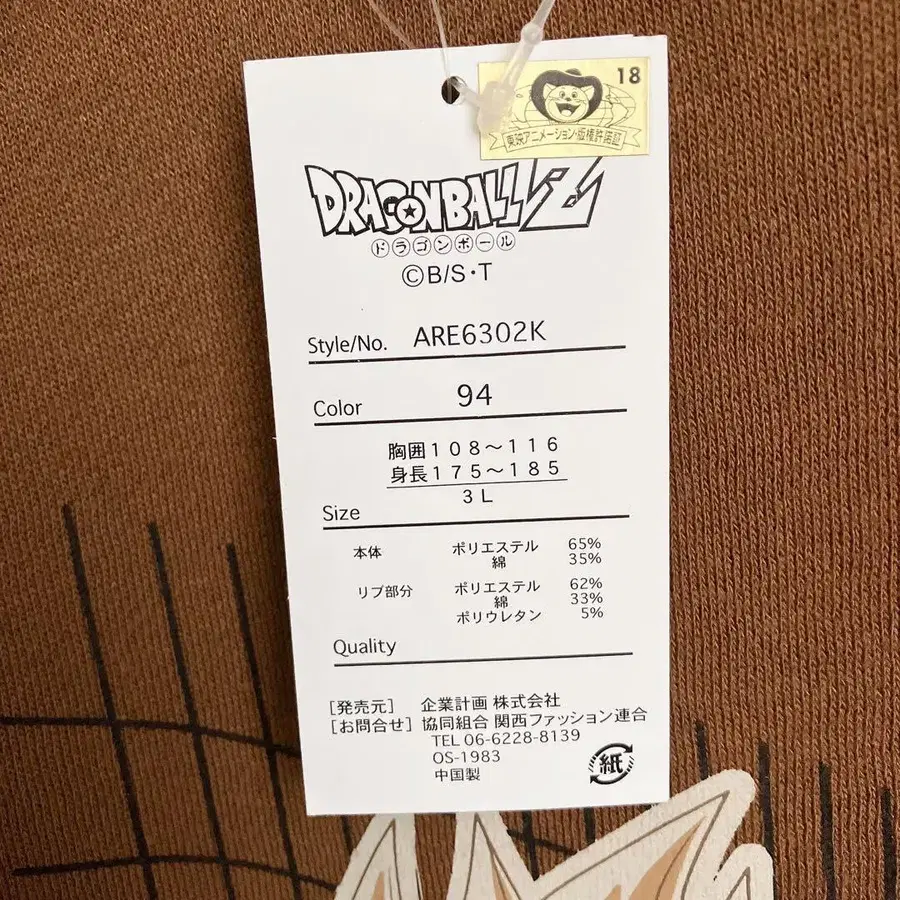 18
東映アニメーション・版権許諾証
DRAGONBALL Z
ドラゴンボール
©B/S・T
Style/No. ARE6302K
Color 94
胸囲１０８～１１６
身長１７５～１８５
３Ｌ
Size
本体 ポリエステル 65%
綿 35%
リブ部分 ポリエステル 62%
綿 33%
ポリウレタン 5%
Quality
[発売元] 企業計画 株式会社
[お問合せ] 協同組合 関西ファッション連合
TEL 06-6228-8139
OS-1983
中国製
紙